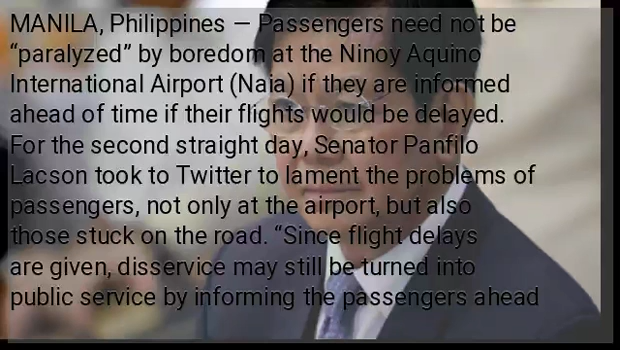 MANILA, Philippines — Passengers need not be
“paralyzed” by boredom at the Ninoy Aquino
International Airport (Naia) if they are informed
ahead of time if their flights would be delayed.
For the second straight day, Senator Panfilo
Lacson took to Twitter to lament the problems of
passengers, not only at the airport, but also
those stuck on the road. “Since flight delays
are given, disservice may still be turned into
public service by informing the passengers ahead